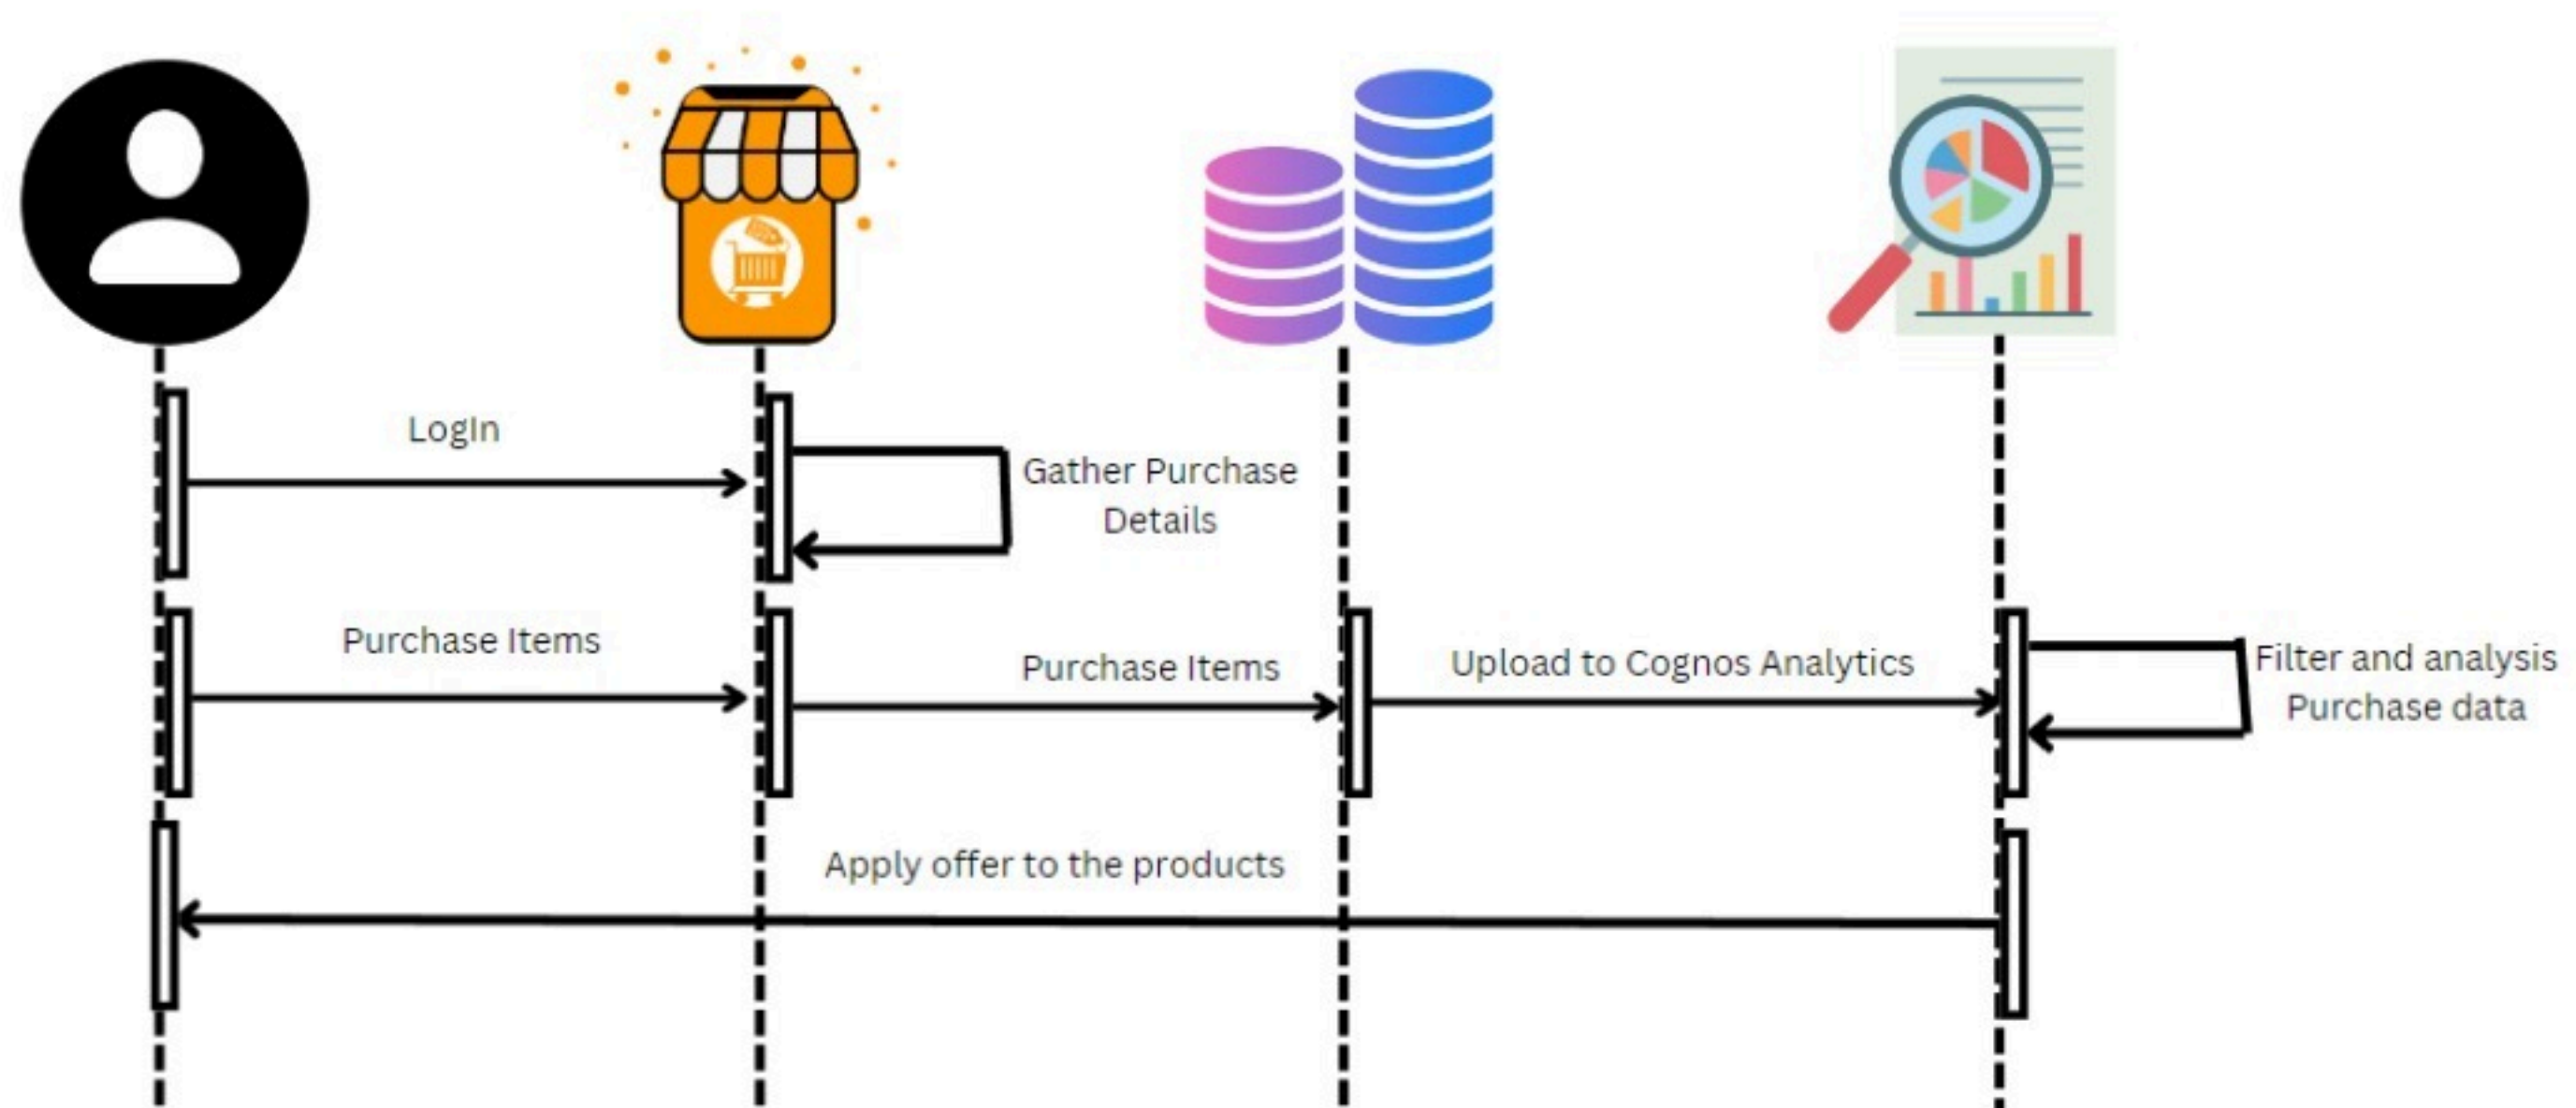 LogIn
Gather Purchase
Details
Purchase Items
Purchase Items
Upload to Cognos Analytics
Filter and analysis
Purchase data
Apply offer to the products